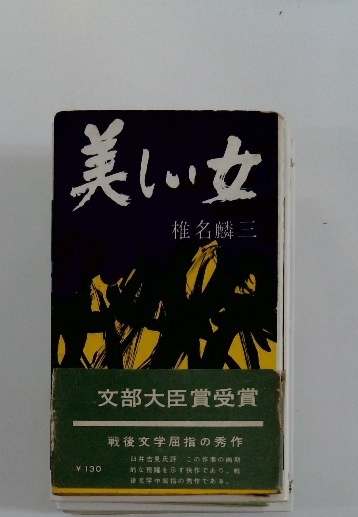 美しい女
椎名麟三
文部大臣賞受賞
戦後文学屈指の秀作
臼井吉見氏評 この作者の画期
的な飛躍を示す快作であり、戦
後文学中屈指の秀作である。
¥130